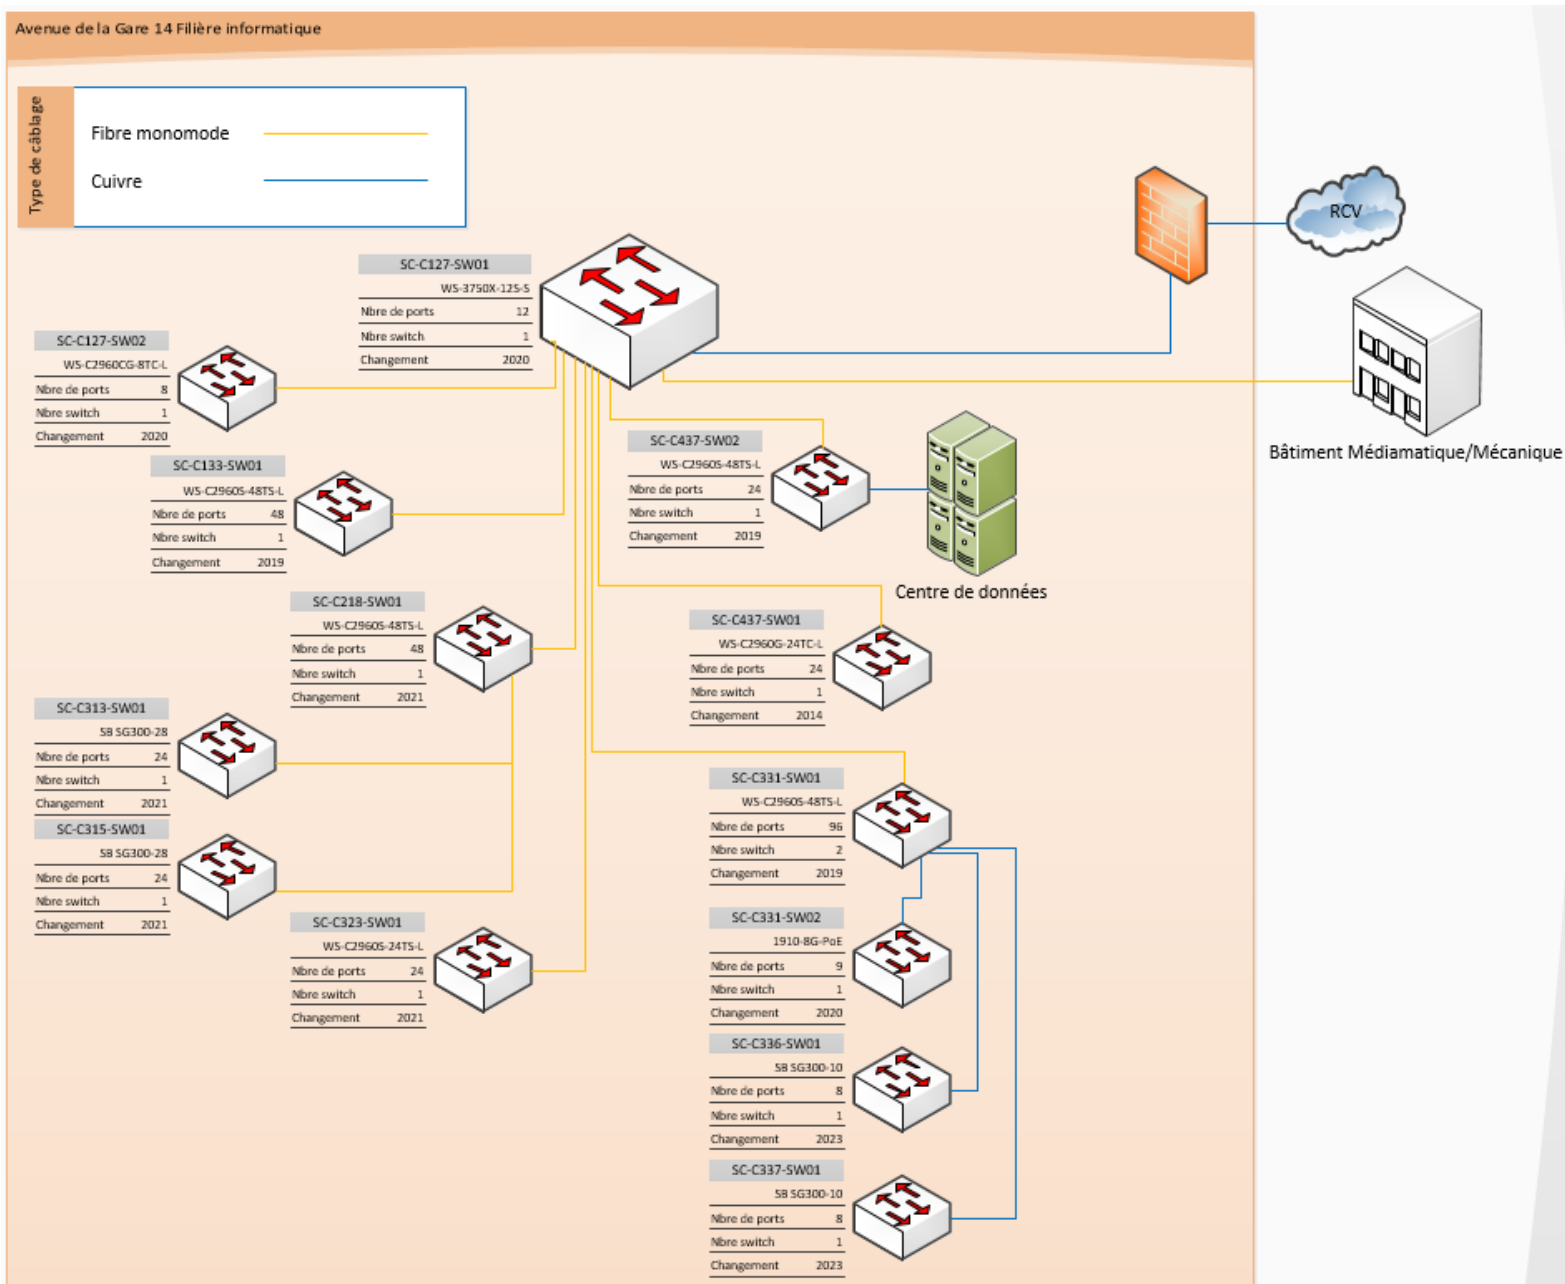 Avenue de la Gare 14 Filière informatique
Type de câblage
Fibre monomode
Cuivre
RCV
Bâtiment Médiamatique/Mécanique
SC-C127-SW01
WS-3750X-12S-S
Nbre de ports 12
Nbre switch 1
Changement 2020
SC-C127-SW02
WS-C2960CG-8TC-L
Nbre de ports 8
Nbre switch 1
Changement 2020
SC-C133-SW01
WS-C2960S-48TS-L
Nbre de ports 48
Nbre switch 1
Changement 2019
SC-C437-SW02
WS-C2960S-48TS-L
Nbre de ports 24
Nbre switch 1
Changement 2019
Centre de données
SC-C218-SW01
WS-C2960S-48TS-L
Nbre de ports 48
Nbre switch 1
Changement 2021
SC-C437-SW01
WS-C2960G-24TC-L
Nbre de ports 24
Nbre switch 1
Changement 2014
SC-C313-SW01
SB SG300-28
Nbre de ports 24
Nbre switch 1
Changement 2021
SC-C315-SW01
SB SG300-28
Nbre de ports 24
Nbre switch 1
Changement 2021
SC-C323-SW01
WS-C2960S-24TS-L
Nbre de ports 24
Nbre switch 1
Changement 2021
SC-C331-SW01
WS-C2960S-48TS-L
Nbre de ports 96
Nbre switch 2
Changement 2019
SC-C331-SW02
1910-8G-PoE
Nbre de ports 9
Nbre switch 1
Changement 2020
SC-C336-SW01
SB SG300-10
Nbre de ports 8
Nbre switch 1
Changement 2023
SC-C337-SW01
SB SG300-10
Nbre de ports 8
Nbre switch 1
Changement 2023